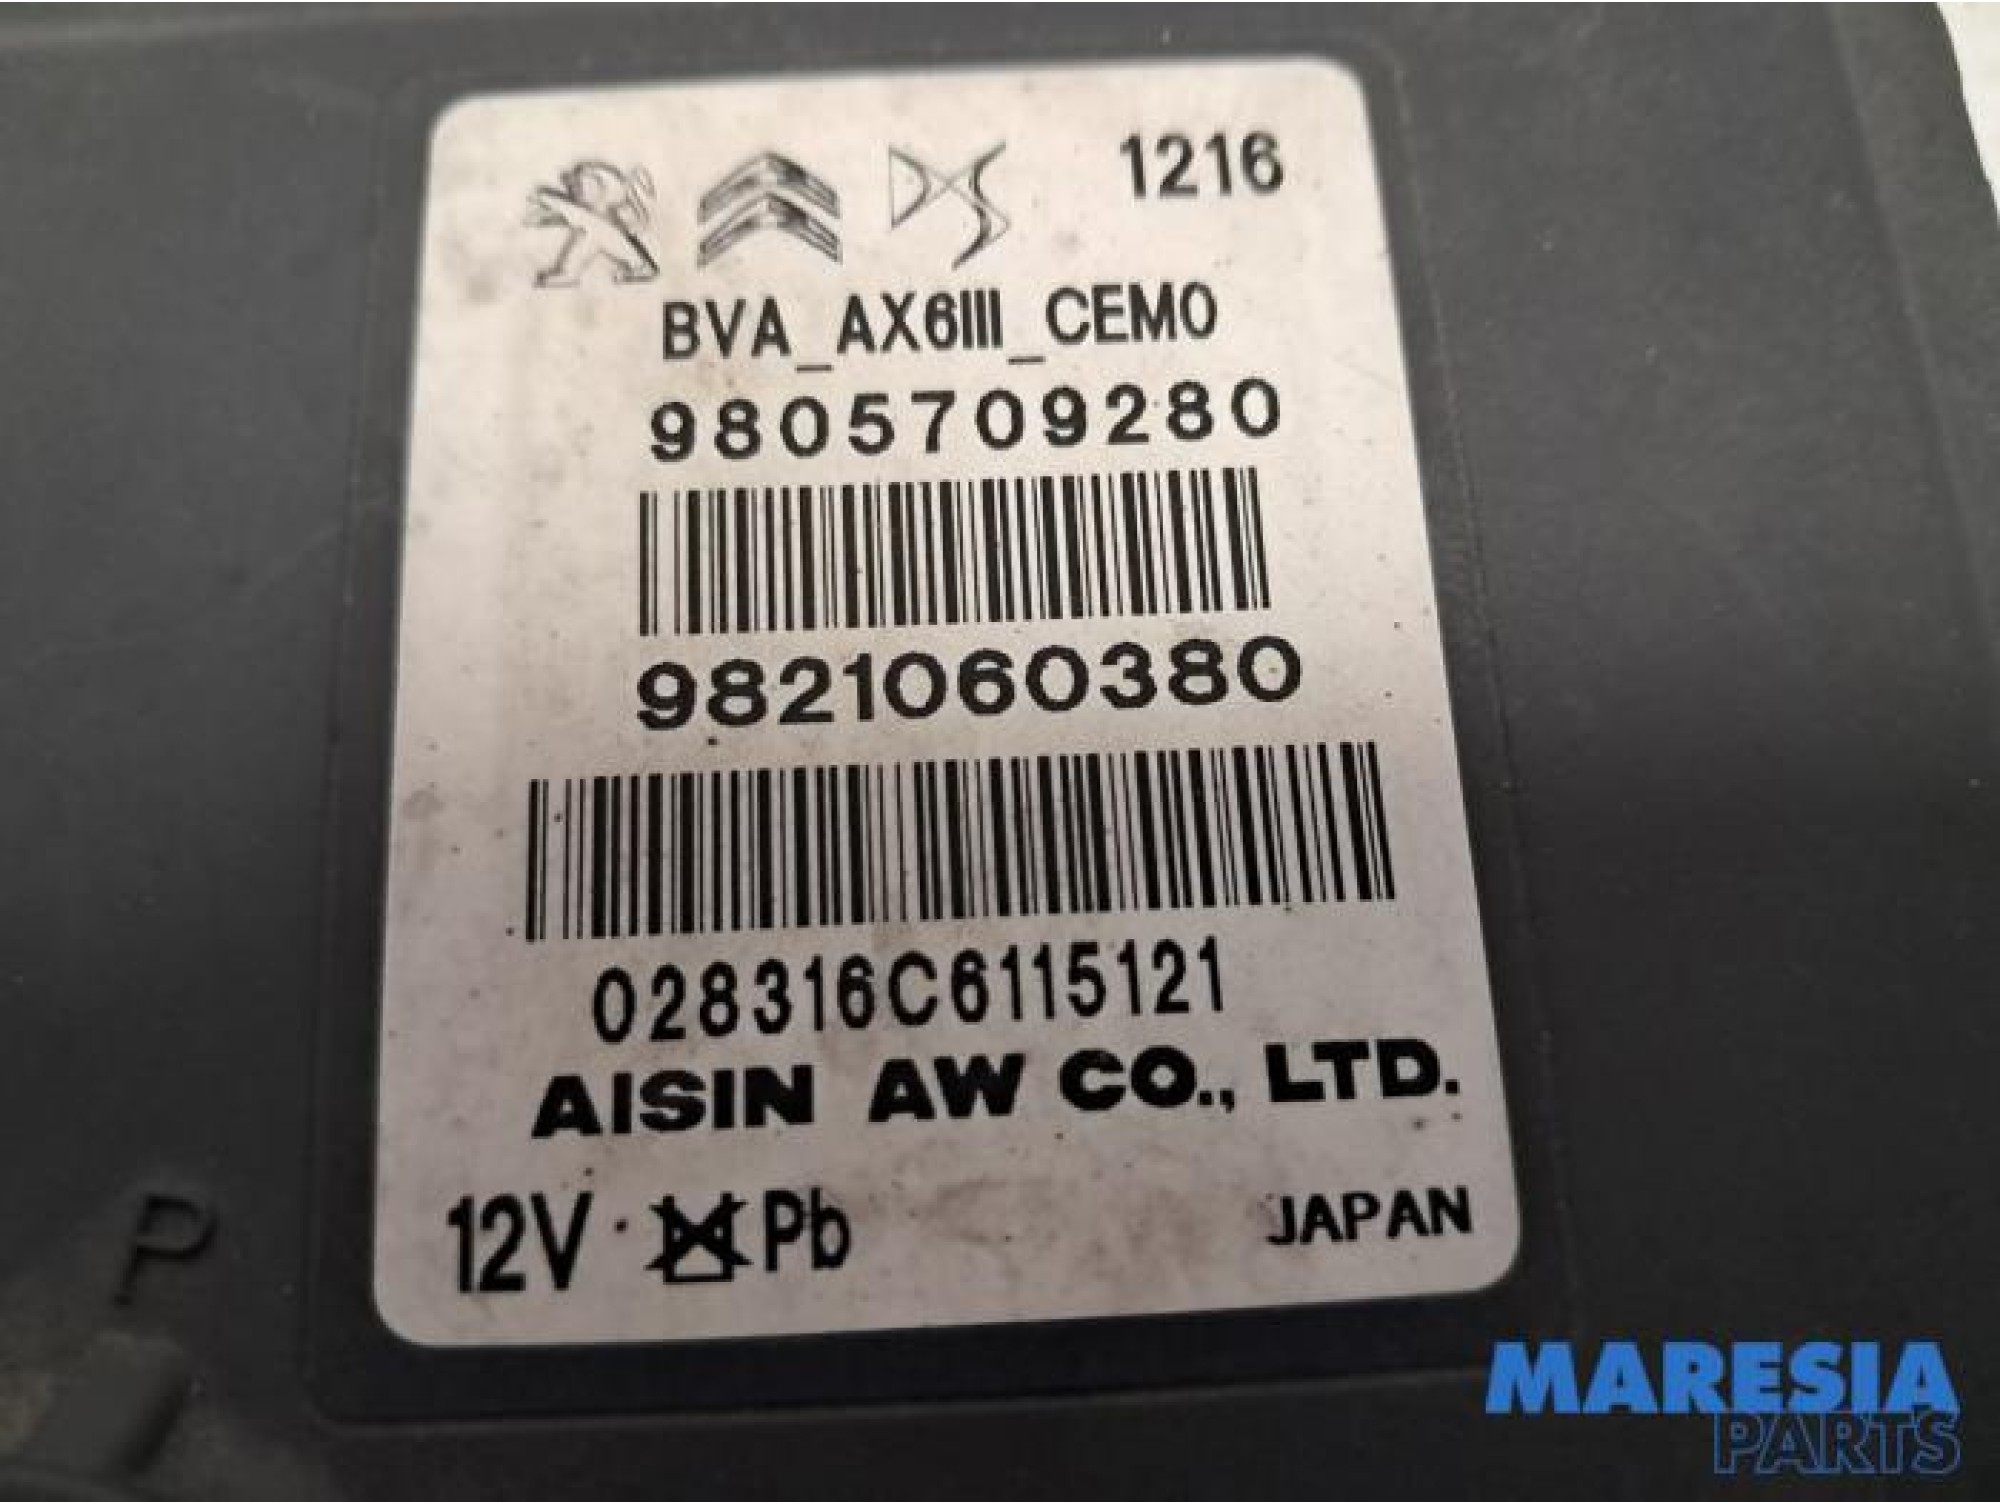 1216
BVA_AX6III_CEM0
9805709280
9821060380
028316C6115121
AISIN AW CO., LTD.
12V Pb
JAPAN
P
MARESIA
PARTS